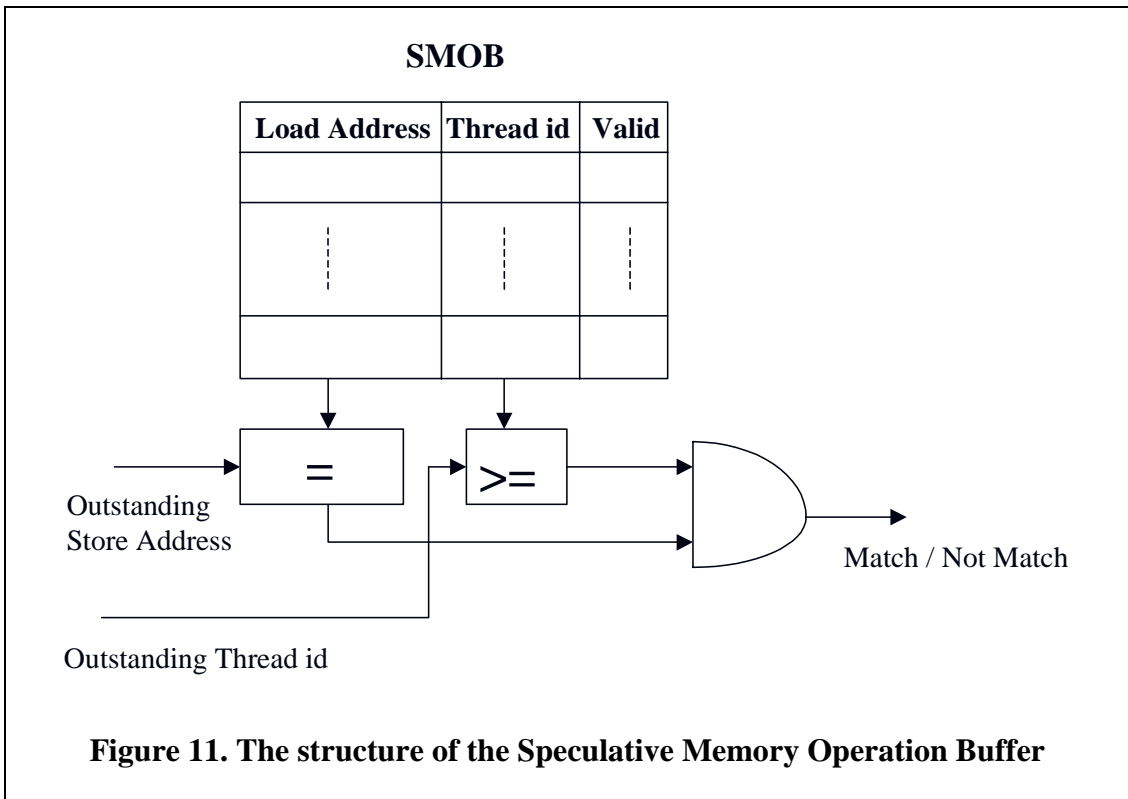 SMOB
Load Address Thread id Valid
= >=
Outstanding
Store Address
Match / Not Match
Outstanding Thread id
Figure 11. The structure of the Speculative Memory Operation Buffer